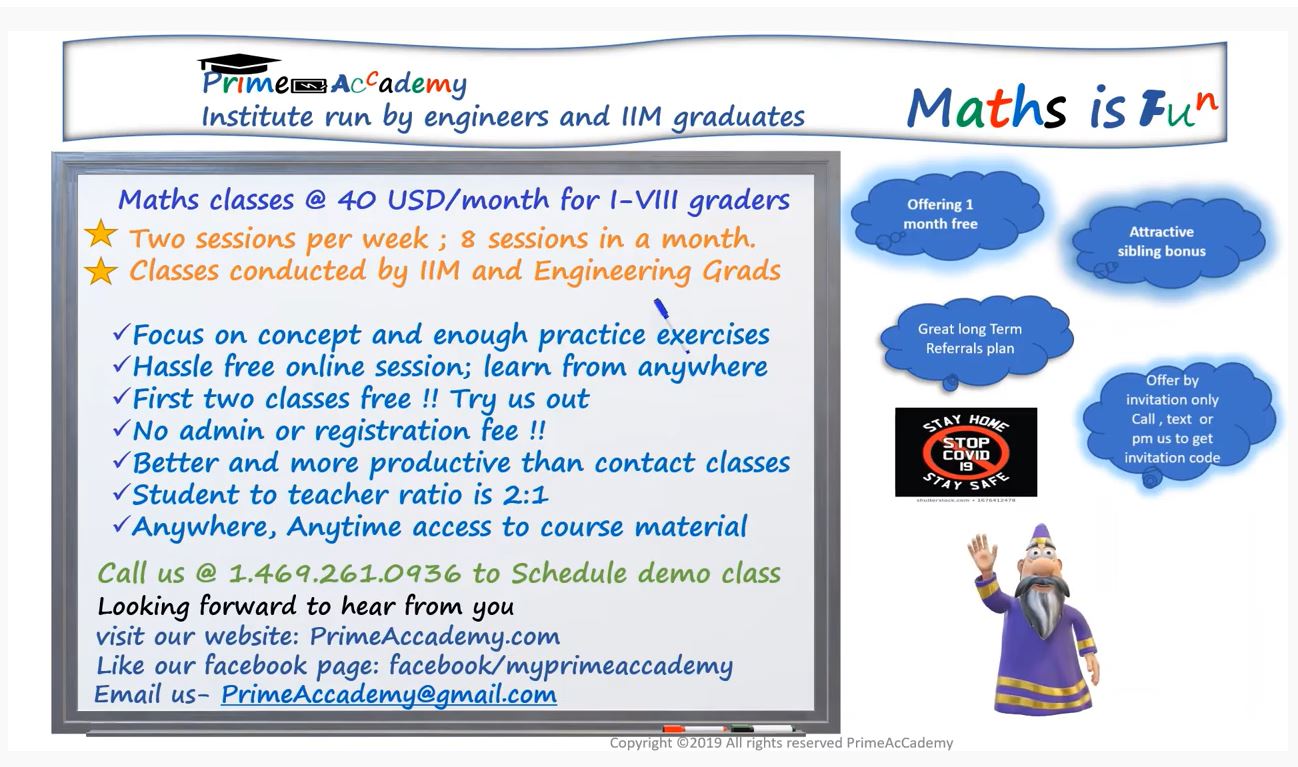 Prime AcCademy
Institute run by engineers and IIM graduates
Maths is Fun
Maths classes @ 40 USD/month for I-VIII graders
Two sessions per week ; 8 sessions in a month.
Classes conducted by IIM and Engineering Grads
✓Focus on concept and enough practice exercises
✓Hassle free online session; learn from anywhere
✓First two classes free !! Try us out
✓No admin or registration fee !!
✓Better and more productive than contact classes
✓Student to teacher ratio is 2:1
✓Anywhere, Anytime access to course material
Call us @ 1.469.261.0936 to Schedule demo class
Looking forward to hear from you
visit our website: PrimeAccademy.com
Like our facebook page: facebook/myprimeaccademy
Email us- PrimeAccademy@gmail.com
Offering 1
month free
Attractive
sibling bonus
Great long Term
Referrals plan
Offer by
invitation only
Call , text or
pm us to get
invitation code
STAY HOME
STOP
COVID
19
STAY SAFE
shutterstock.com • 1676412478
Copyright ©2019 All rights reserved PrimeAcCademy